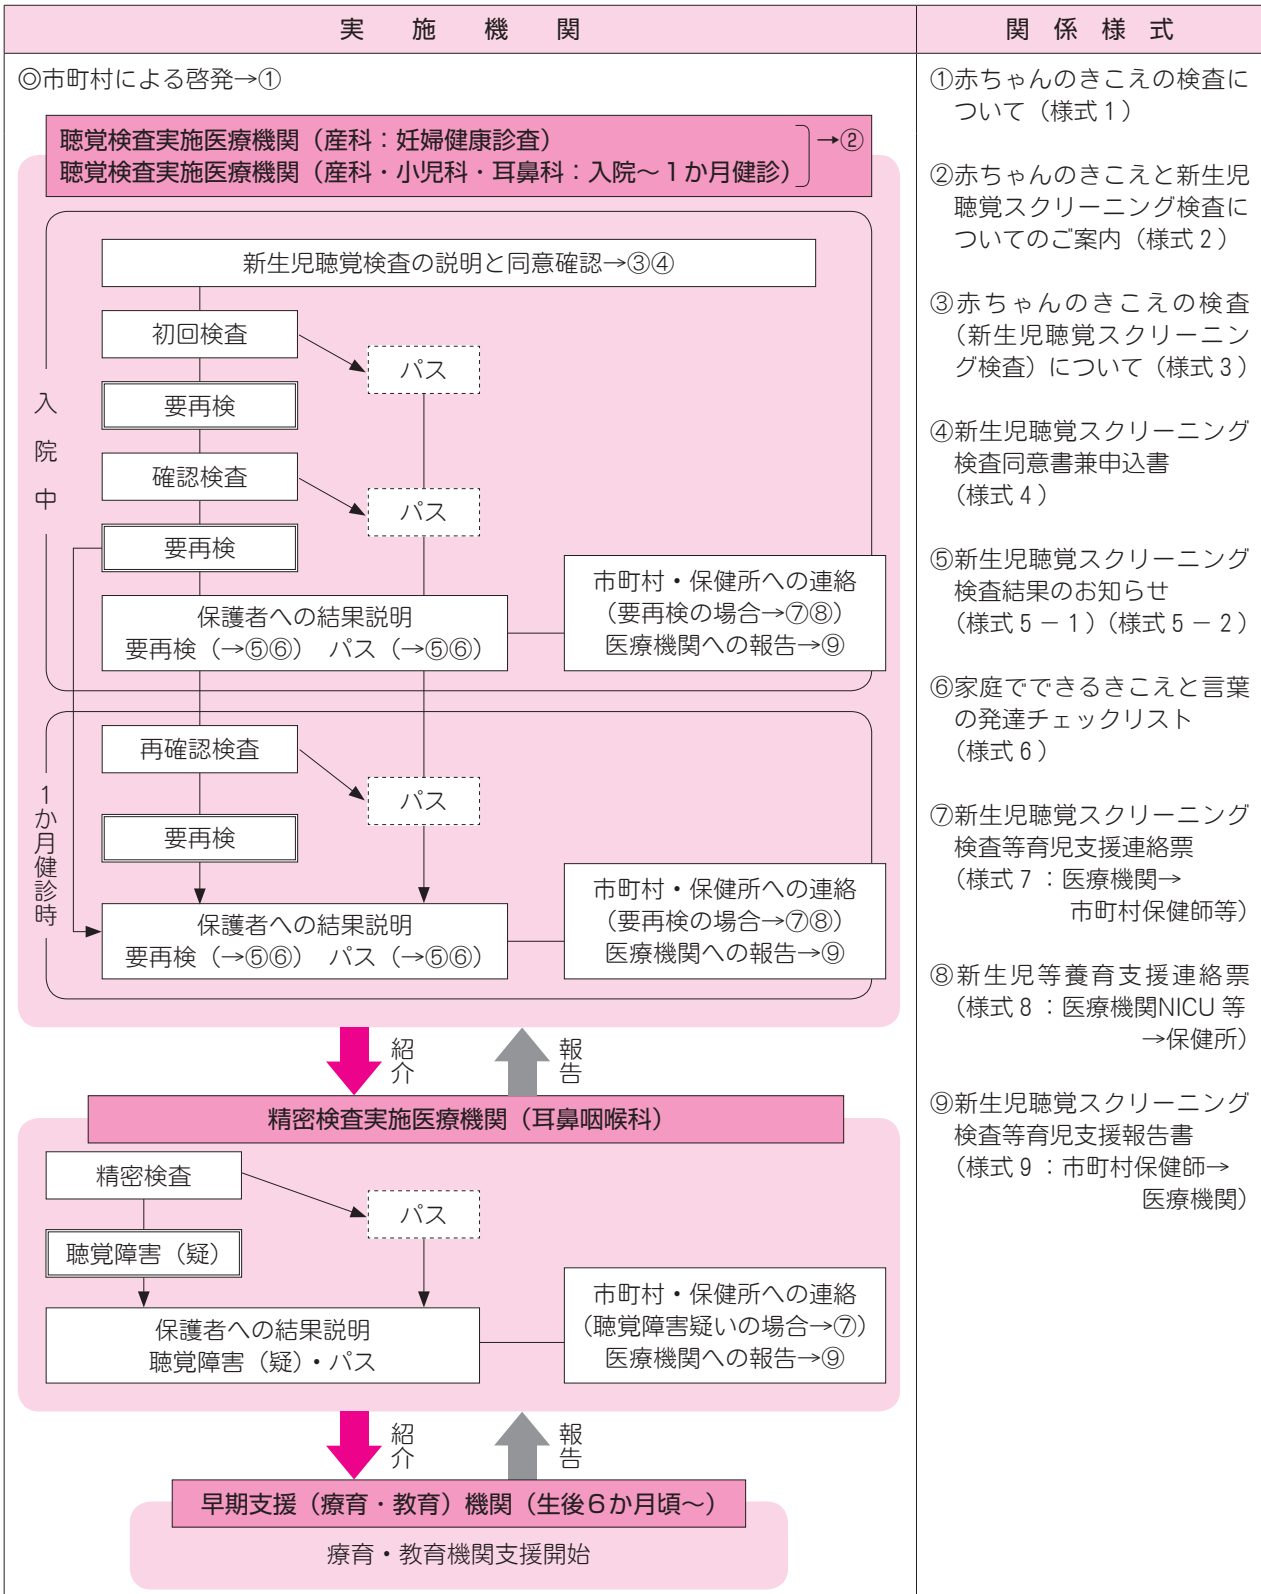 実施機関
◎市町村による啓発→①
聴覚検査実施医療機関（産科：妊婦健康診査）
聴覚検査実施医療機関（産科・小児科・耳鼻科：入院～１か月健診）
→②
入院中
新生児聴覚検査の説明と同意確認→③④
初回検査
パス
要再検
確認検査
パス
要再検
保護者への結果説明
要再検（→⑤⑥）　パス（→⑤⑥）
市町村・保健所への連絡
（要再検の場合→⑦⑧）
医療機関への報告→⑨
１か月健診時
再確認検査
パス
要再検
保護者への結果説明
要再検（→⑤⑥）　パス（→⑤⑥）
市町村・保健所への連絡
（要再検の場合→⑦⑧）
医療機関への報告→⑨
紹介
報告
精密検査実施医療機関（耳鼻咽喉科）
精密検査
パス
聴覚障害（疑）
保護者への結果説明
聴覚障害（疑）・パス
市町村・保健所への連絡
（聴覚障害疑いの場合→⑦）
医療機関への報告→⑨
紹介
報告
早期支援（療育・教育）機関（生後６か月頃～）
療育・教育機関支援開始
関係様式
①赤ちゃんのきこえの検査に
ついて（様式１）
②赤ちゃんのきこえと新生児
聴覚スクリーニング検査に
ついてのご案内（様式２）
③赤ちゃんのきこえの検査
（新生児聴覚スクリーニン
グ検査）について（様式３）
④新生児聴覚スクリーニング
検査同意書兼申込書
（様式４）
⑤新生児聴覚スクリーニング
検査結果のお知らせ
（様式５－１）（様式５－２）
⑥家庭でできるきこえと言葉
の発達チェックリスト
（様式６）
⑦新生児聴覚スクリーニング
検査等育児支援連絡票
（様式７：医療機関→
市町村保健師等）
⑧新生児等養育支援連絡票
（様式８：医療機関NICU等
→保健所）
⑨新生児聴覚スクリーニング
検査等育児支援報告書
（様式９：市町村保健師→
医療機関）